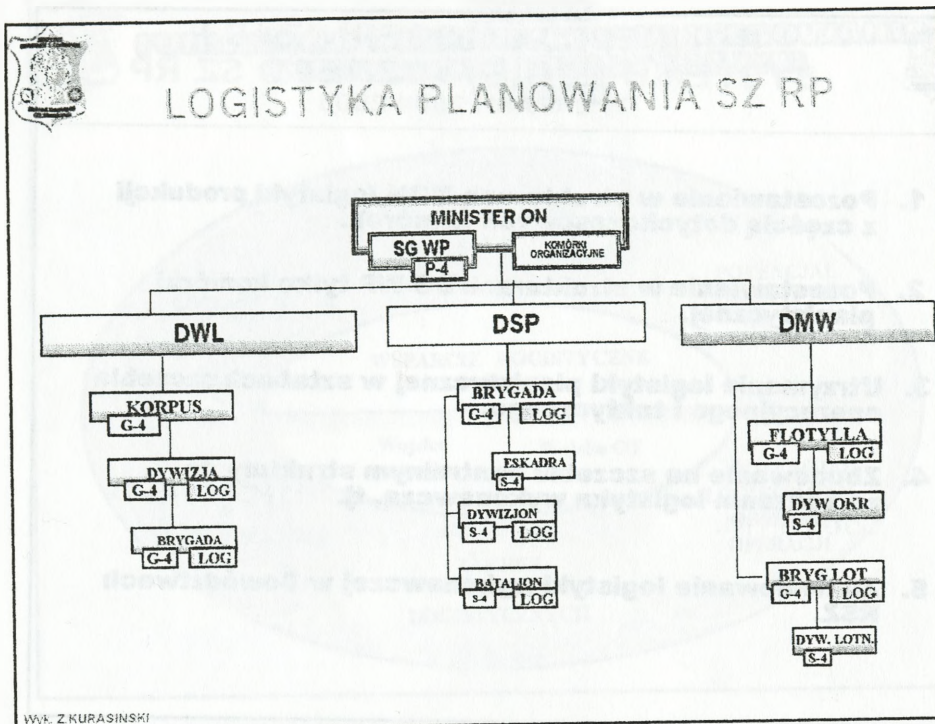 LOGISTYKA PLANOWANIA SZ RP
MINISTER ON
SG WP
P-4
KOMÓRKI
ORGANIZACYJNE
DWL
DSP
DMW
KORPUS
G-4
DYWIZJA
G-4 LOG
BRYGADA
G-4 LOG
BRYGADA
G-4 LOG
ESKADRA
S-4
DYWIZJON
S-4 LOG
BATALION
S-4 LOG
FLOTYLLA
G-4 LOG
DYW OKR
S-4
BRYG LOT.
G-4 LOG
DYW. LOTN.
S-4
WYK. Z.KURASIŃSKI